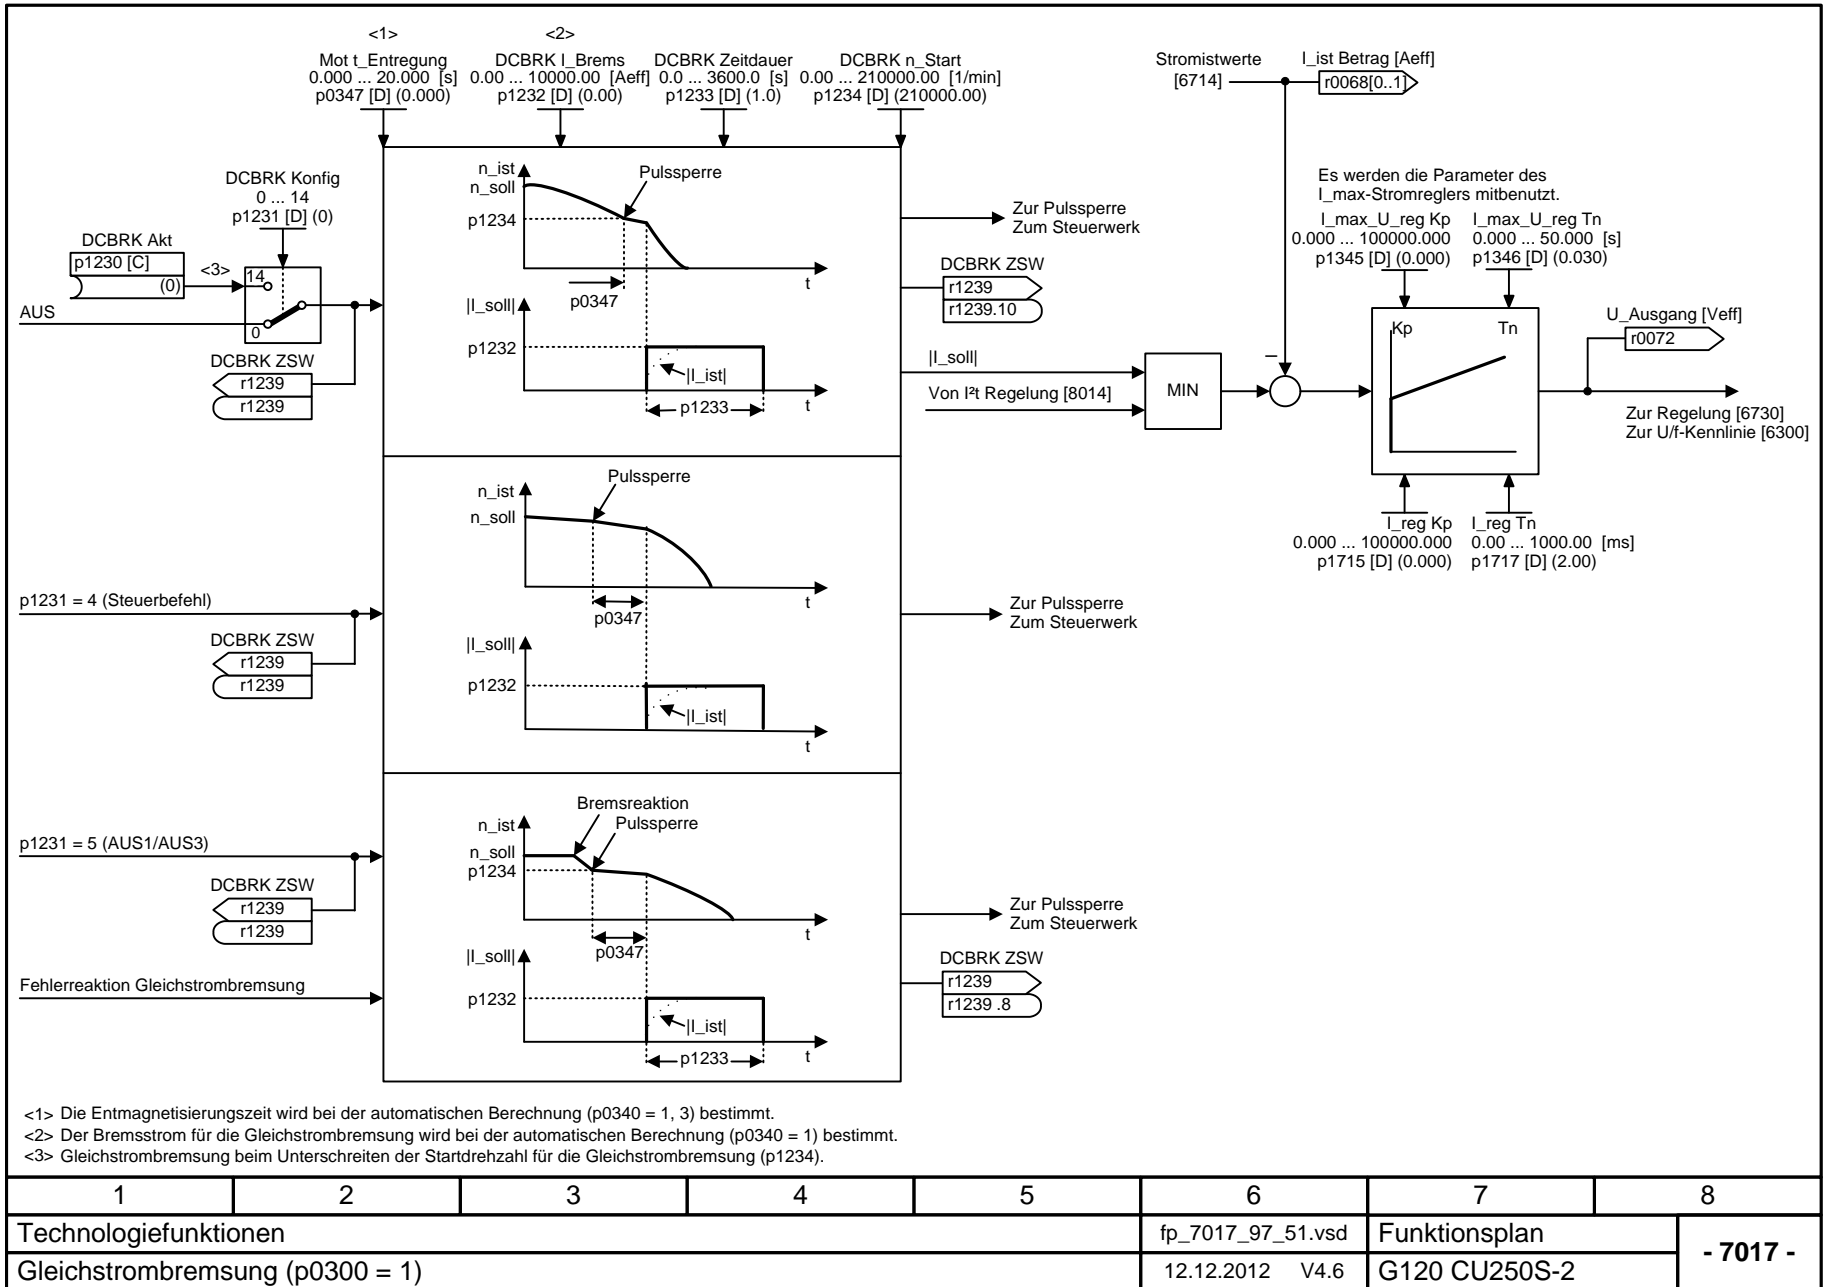 <1>
Mot t_Entregung
0.000 ... 20.000 [s]
p0347 [D] (0.000)
<2>
DCBRK I_Brems
0.00 ... 10000.00 [Aeff]
p1232 [D] (0.00)
DCBRK Zeitdauer
0.0 ... 3600.0 [s]
p1233 [D] (1.0)
DCBRK n_Start
0.00 ... 210000.00 [1/min]
p1234 [D] (210000.00)
Stromistwerte
[6714]
I_ist Betrag [Aeff]
r0068[0..1]
DCBRK Konfig
0 ... 14
p1231 [D] (0)
DCBRK Akt
p1230 [C]
(0)
<3>
14
0
AUS
DCBRK ZSW
r1239
r1239
n_ist
n_soll
p1234
Pulssperre
t
p0347
|I_soll|
p1232
|I_ist|
p1233
t
Zur Pulssperre
Zum Steuerwerk
DCBRK ZSW
r1239
r1239.10
|I_soll|
Von I²t Regelung [8014]
MIN
–
Es werden die Parameter des
I_max-Stromreglers mitbenutzt.
I_max_U_reg Kp
0.000 ... 100000.000
p1345 [D] (0.000)
I_max_U_reg Tn
0.000 ... 50.000 [s]
p1346 [D] (0.030)
Kp
Tn
I_reg Kp
0.000 ... 100000.000
p1715 [D] (0.000)
I_reg Tn
0.00 ... 1000.00 [ms]
p1717 [D] (2.00)
U_Ausgang [Veff]
r0072
Zur Regelung [6730]
Zur U/f-Kennlinie [6300]
p1231 = 4 (Steuerbefehl)
DCBRK ZSW
r1239
r1239
n_ist
n_soll
Pulssperre
t
p0347
|I_soll|
p1232
|I_ist|
t
Zur Pulssperre
Zum Steuerwerk
p1231 = 5 (AUS1/AUS3)
DCBRK ZSW
r1239
r1239
Fehlerreaktion Gleichstrombremsung
Bremsreaktion
Pulssperre
n_ist
n_soll
p1234
t
p0347
|I_soll|
p1232
|I_ist|
p1233
t
Zur Pulssperre
Zum Steuerwerk
DCBRK ZSW
r1239
r1239 .8
<1> Die Entmagnetisierungszeit wird bei der automatischen Berechnung (p0340 = 1, 3) bestimmt.
<2> Der Bremsstrom für die Gleichstrombremsung wird bei der automatischen Berechnung (p0340 = 1) bestimmt.
<3> Gleichstrombremsung beim Unterschreiten der Startdrehzahl für die Gleichstrombremsung (p1234).
1 2 3 4 5 6 7 8
Technologiefunktionen
fp_7017_97_51.vsd
Funktionsplan
- 7017 -
Gleichstrombremsung (p0300 = 1)
12.12.2012 V4.6
G120 CU250S-2